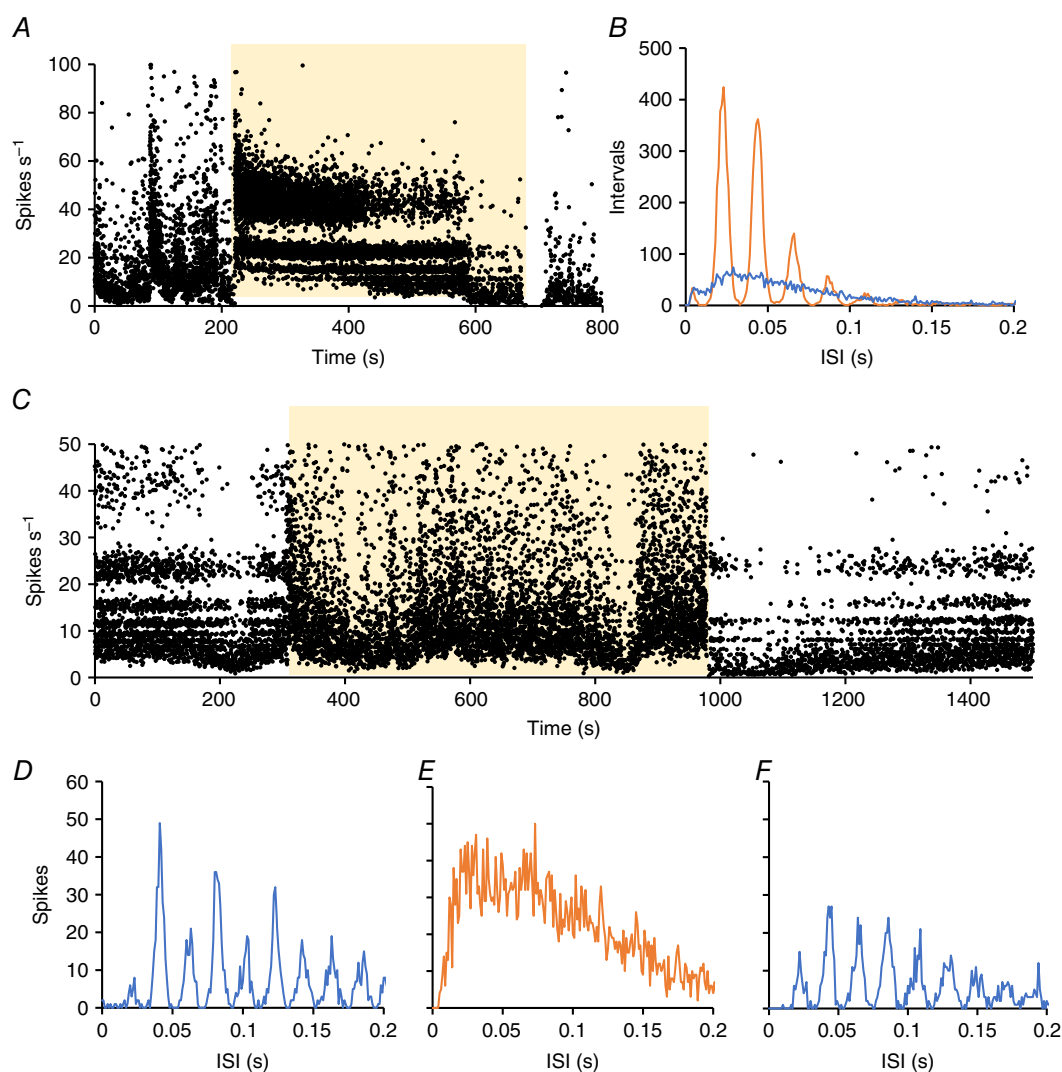 A
100
80
60
40
20
0
Spikes s⁻¹
0 200 400 600 800
Time (s)
B
500
400
300
200
100
0
Intervals
0 0.05 0.1 0.15 0.2
ISI (s)
C
50
40
30
20
10
0
Spikes s⁻¹
0 200 400 600 800 1000 1200 1400
Time (s)
D
60
50
40
30
20
10
0
Spikes
0 0.05 0.1 0.15 0.2
ISI (s)
E
0 0.05 0.1 0.15 0.2
ISI (s)
F
0 0.05 0.1 0.15 0.2
ISI (s)